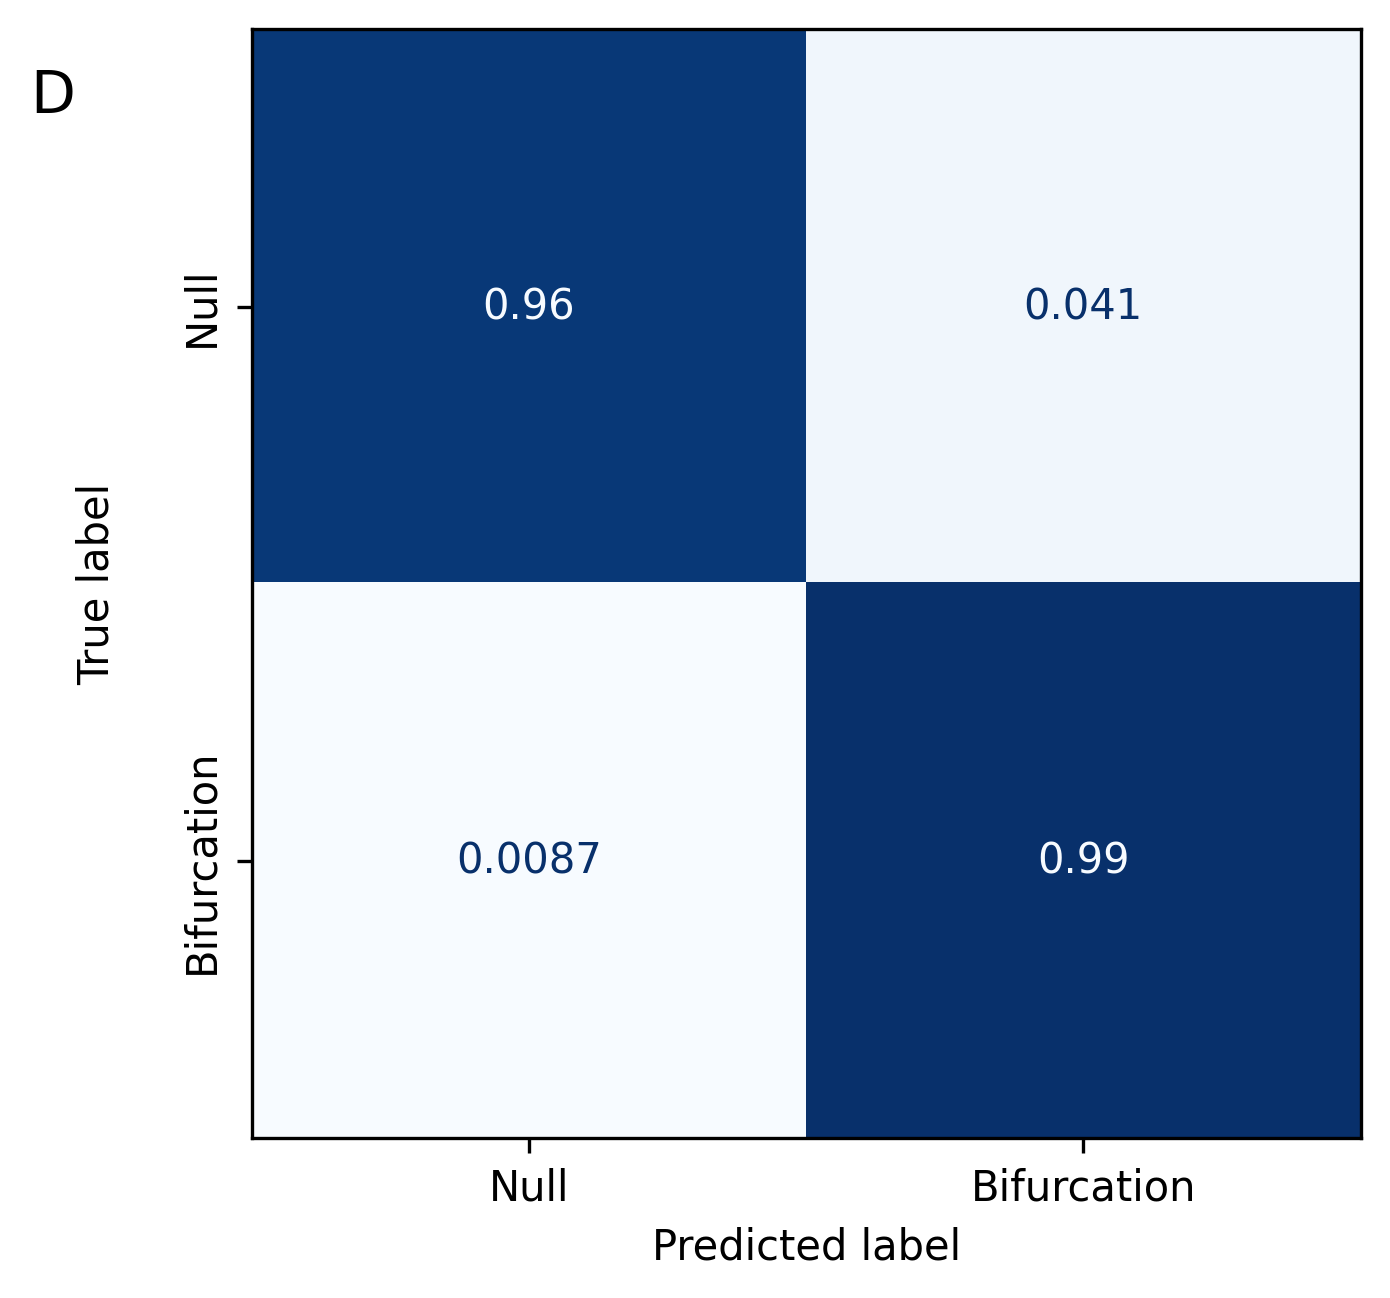 D
Null
0.96
0.041
True label
Bifurcation
0.0087
0.99
Null
Bifurcation
Predicted label